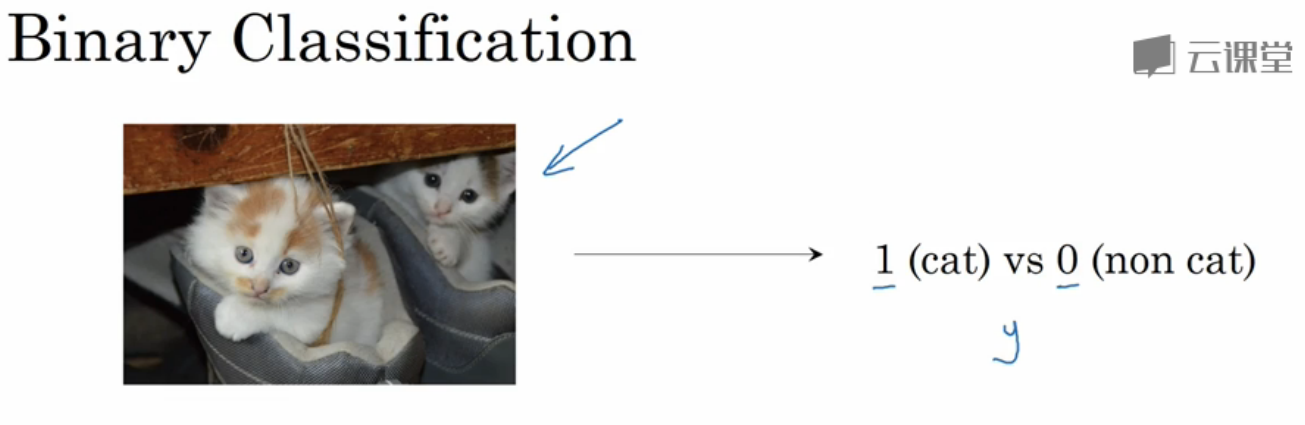 Binary Classification
云课堂
1 (cat) vs 0 (non cat)
y